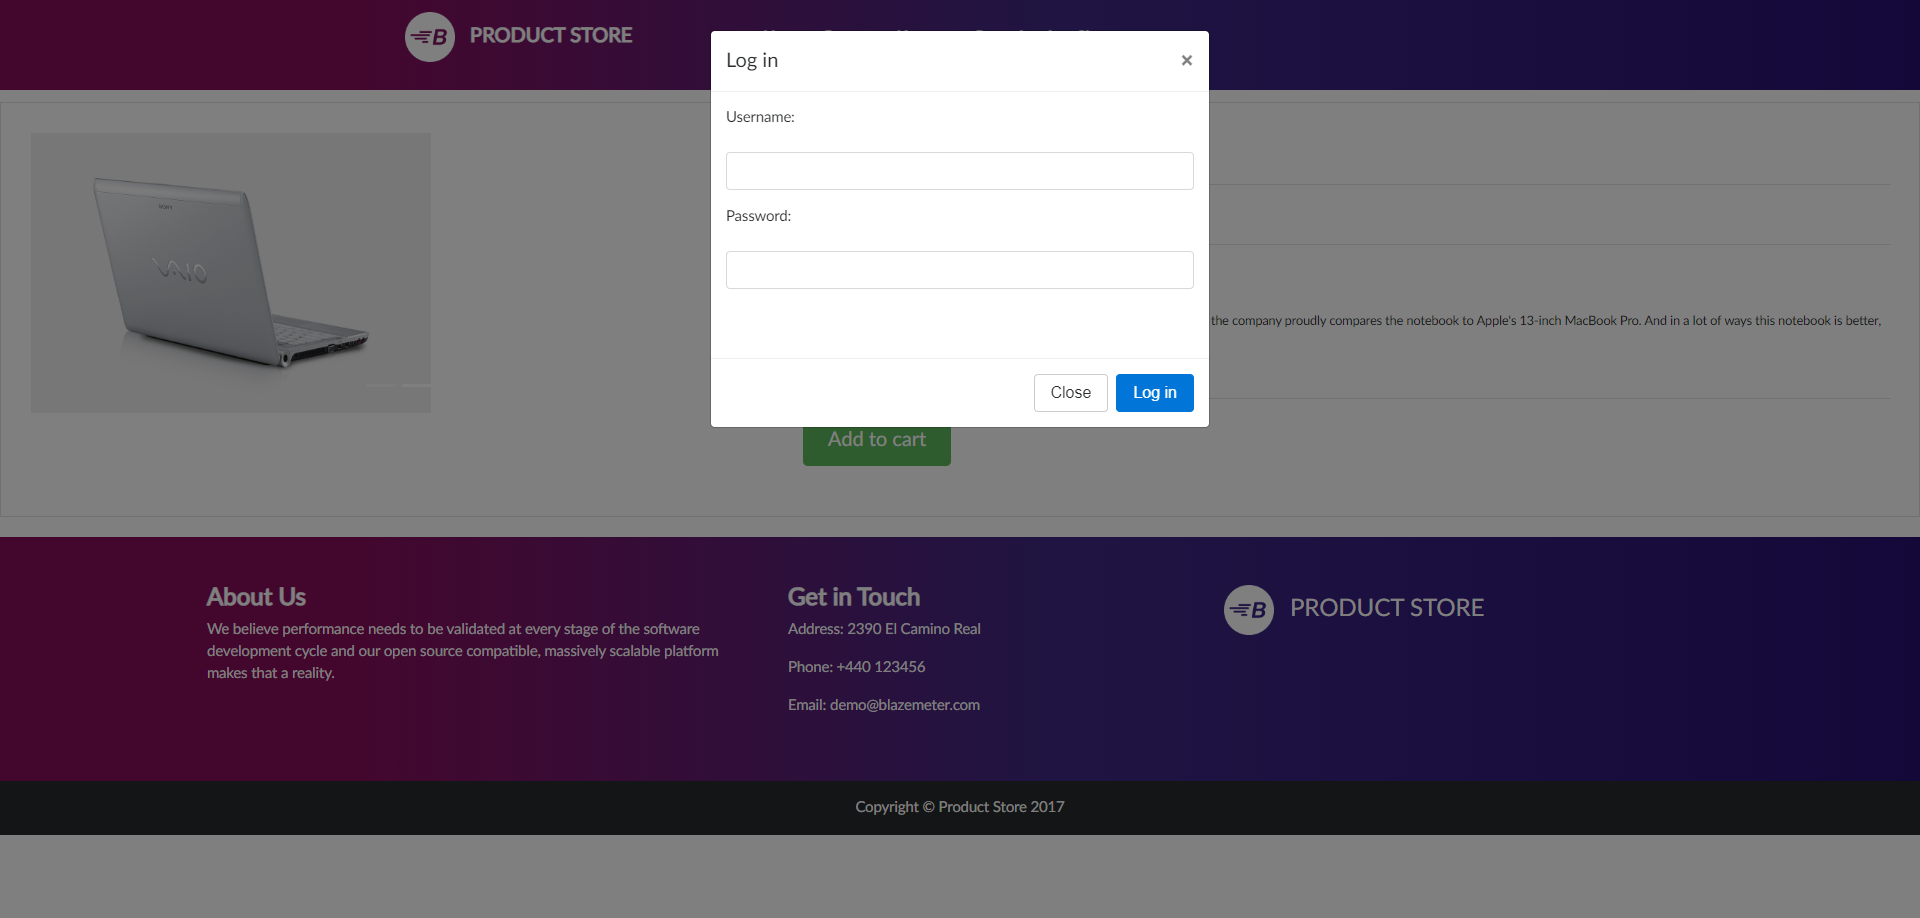 B PRODUCT STORE
Log in
×
Username:
Password:
Close
Log in
SONY
VAIO
the company proudly compares the notebook to Apple's 13-inch MacBook Pro. And in a lot of ways this notebook is better,
Add to cart
About Us
We believe performance needs to be validated at every stage of the software
development cycle and our open source compatible, massively scalable platform
makes that a reality.
Get in Touch
Address: 2390 El Camino Real
Phone: +440 123456
Email: demo@blazemeter.com
B PRODUCT STORE
Copyright © Product Store 2017